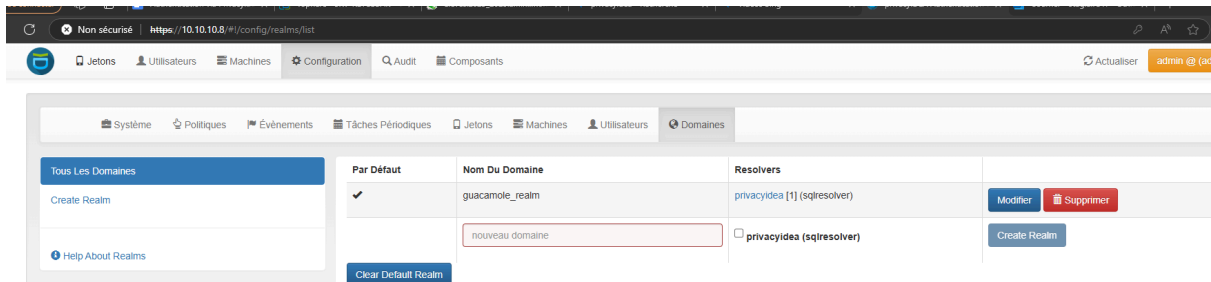 Non sécurisé | https://10.10.10.8/#!/config/realms/list
Jetons Utilisateurs Machines Configuration Audit Composants Actualiser admin @ (ad
Système Politiques Évènements Tâches Périodiques Jetons Machines Utilisateurs Domaines
Tous Les Domaines
Create Realm
Help About Realms
Par Défaut Nom Du Domaine Resolvers
guacamole_realm privacyidea [1] (sqlresolver) Modifier Supprimer
nouveau domaine privacyidea (sqlresolver) Create Realm
Clear Default Realm